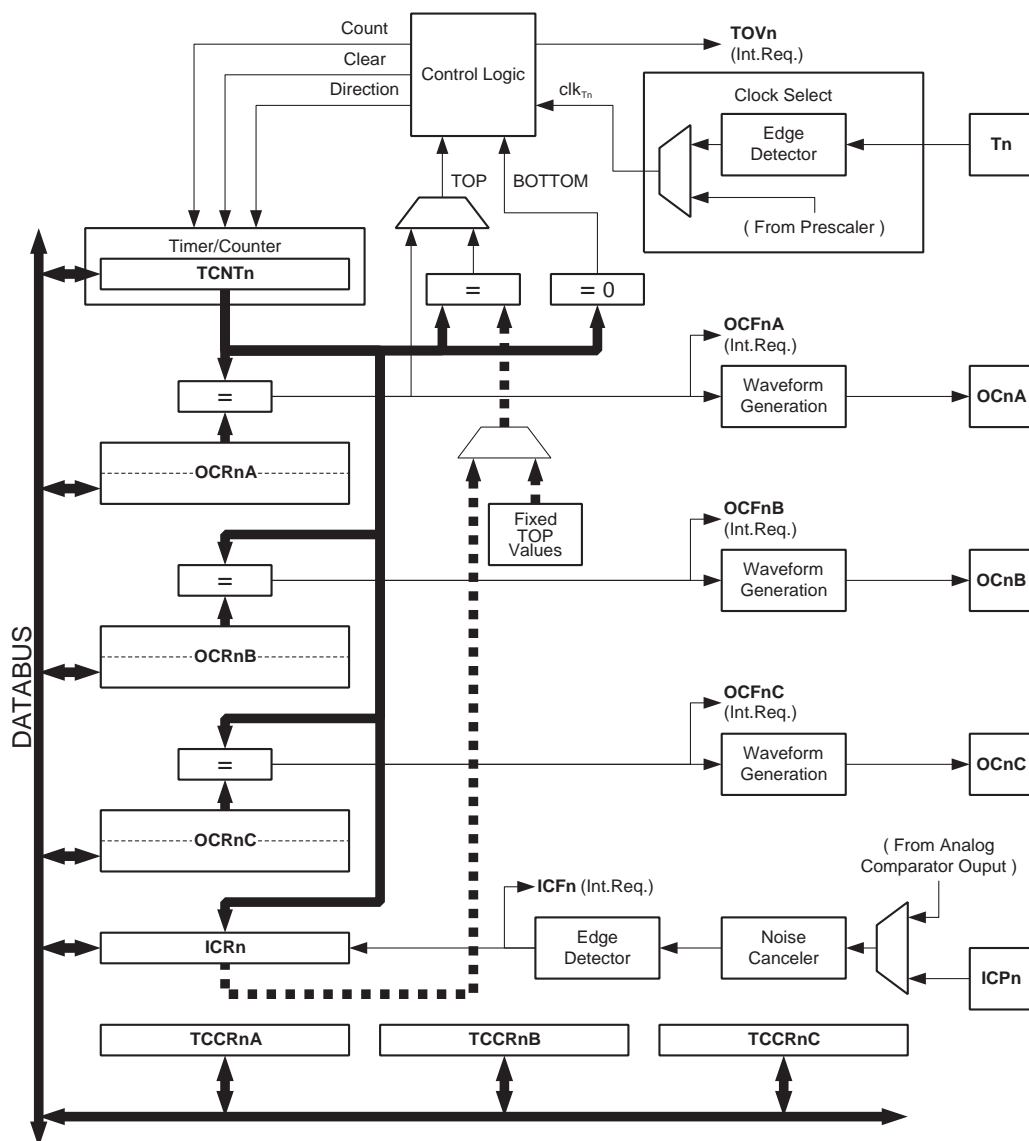 Count
Clear
Direction
Control Logic
TOVn
(Int.Req.)
clkTn
Clock Select
Edge
Detector
Tn
( From Prescaler )
TOP
BOTTOM
Timer/Counter
TCNTn
=
= 0
OCFnA
(Int.Req.)
=
Waveform
Generation
OCnA
OCRnA
Fixed
TOP
Values
OCFnB
(Int.Req.)
=
Waveform
Generation
OCnB
OCRnB
DATABUS
OCFnC
(Int.Req.)
=
Waveform
Generation
OCnC
OCRnC
( From Analog
Comparator Ouput )
ICFn (Int.Req.)
ICRn
Edge
Detector
Noise
Canceler
ICPn
TCCRnA
TCCRnB
TCCRnC